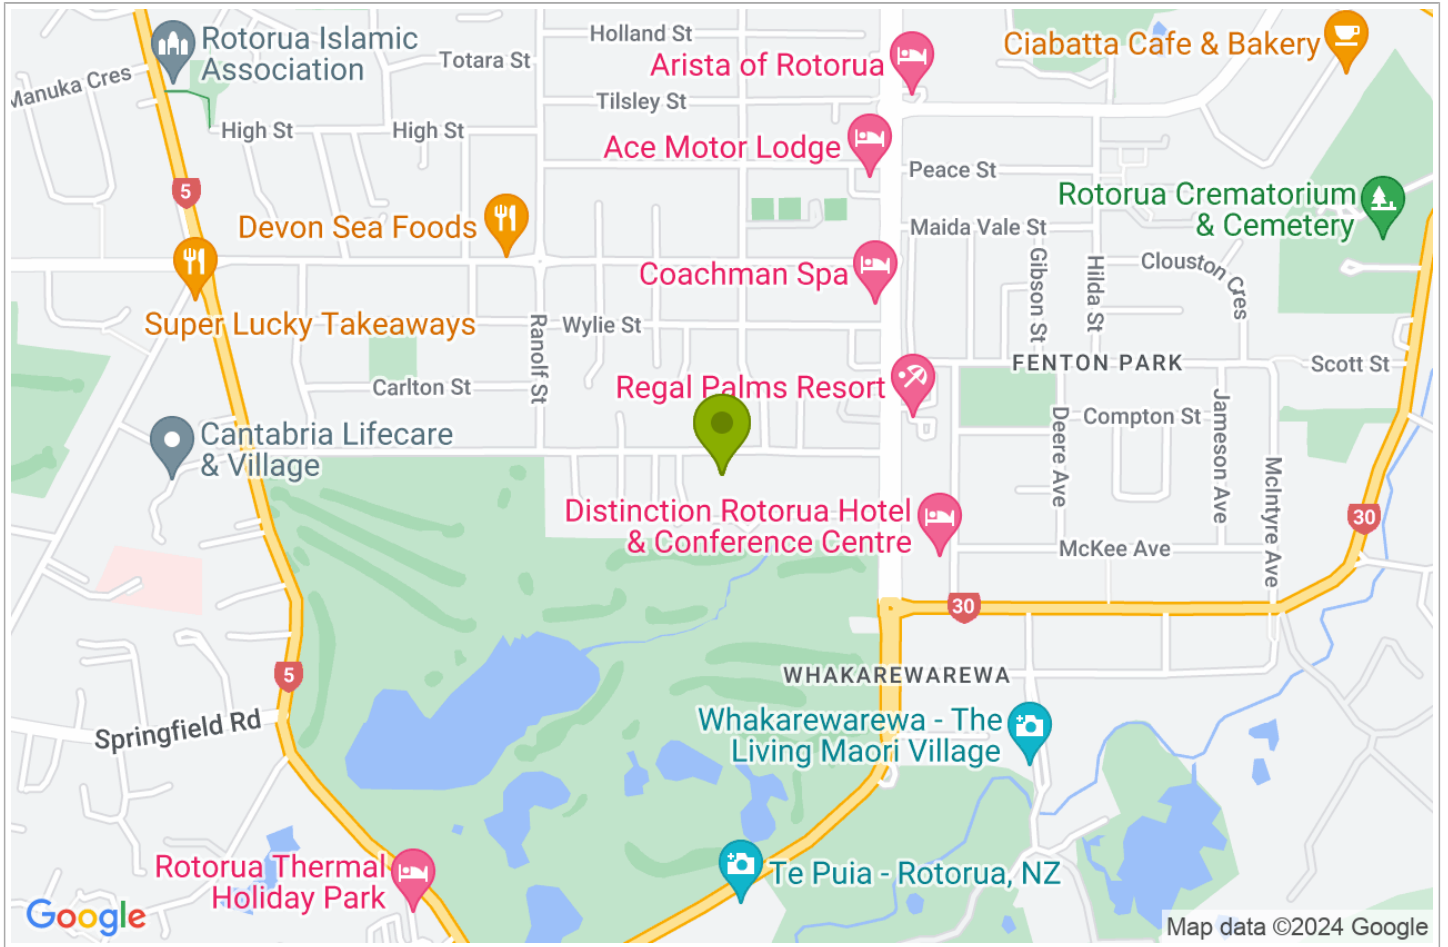 Rotorua Islamic
Association
Holland St
Arista of Rotorua
Ciabatta Cafe & Bakery
Totara St
Manuka Cres
Tilsley St
High St
High St
Ace Motor Lodge
Peace St
5
Rotorua Crematorium
& Cemetery
Devon Sea Foods
Maida Vale St
Coachman Spa
Gibson St
Hilda St
Clouston Cres
Super Lucky Takeaways
Ranolf St
Wylie St
FENTON PARK
Scott St
Carlton St
Regal Palms Resort
Deere Ave
Compton St
Jameson Ave
Cantabria Lifecare
& Village
McIntyre Ave
Distinction Rotorua Hotel
& Conference Centre
30
McKee Ave
30
5
WHAKAREWAREWA
Springfield Rd
Whakarewarewa - The
Living Maori Village
Rotorua Thermal
Holiday Park
Te Puia - Rotorua, NZ
Google
Map data ©2024 Google